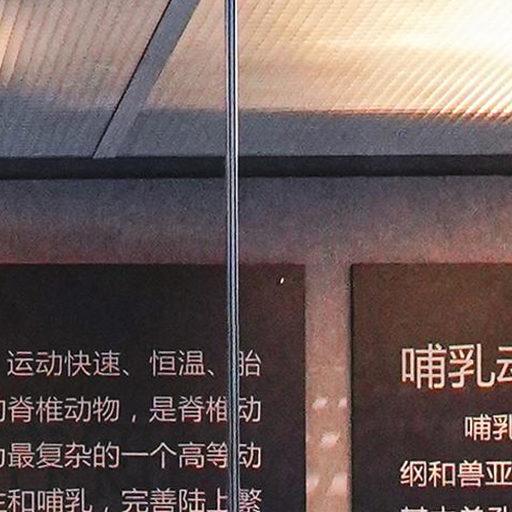 运动快速、恒温、胎
脊椎动物，是脊椎动
最复杂的一个高等动
和哺乳，完善陆上繁
哺乳
哺乳
纲和兽亚